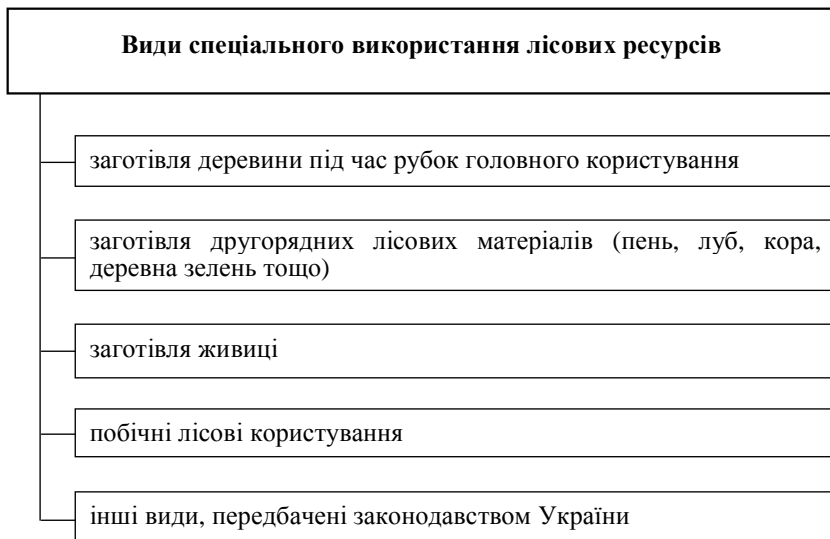 Види спеціального використання лісових ресурсів
заготівля деревини під час рубок головного користування
заготівля другорядних лісових матеріалів (пень, луб, кора,
деревна зелень тощо)
заготівля живиці
побічні лісові користування
інші види, передбачені законодавством України